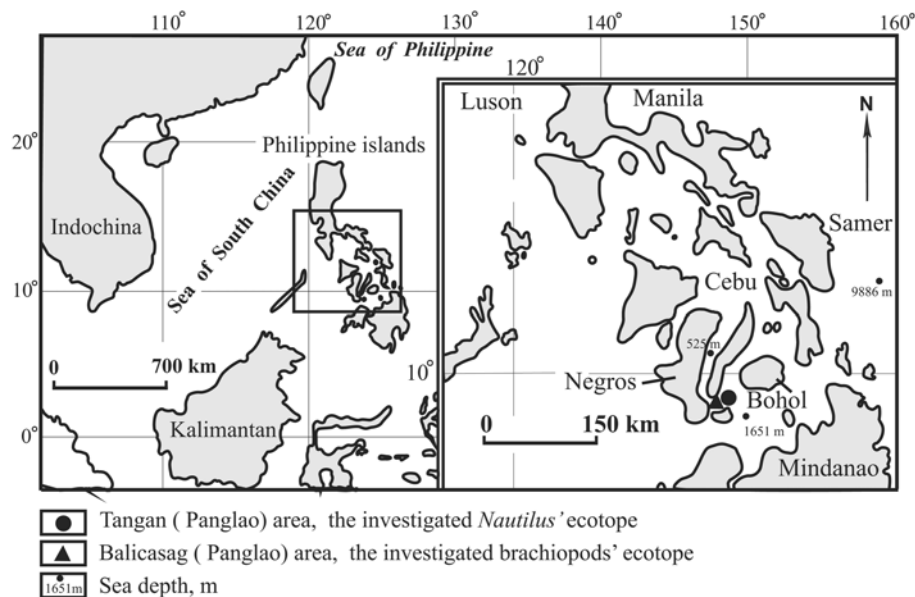 110° 120° 130° 140° 150° 160°
Sea of Philippine
120°
Luson Manila
N
20°
Philippine islands
Sea of South China
Indochina
Samer
Cebu
10°
9886 m
525 m
0 700 km
10°
Negros
Bohol
0 150 km
1651 m
Kalimantan
0°
Mindanao
Tangan ( Panglao) area, the investigated Nautilus’ ecotope
Balicasag ( Panglao) area, the investigated brachiopods’ ecotope
1651m Sea depth, m